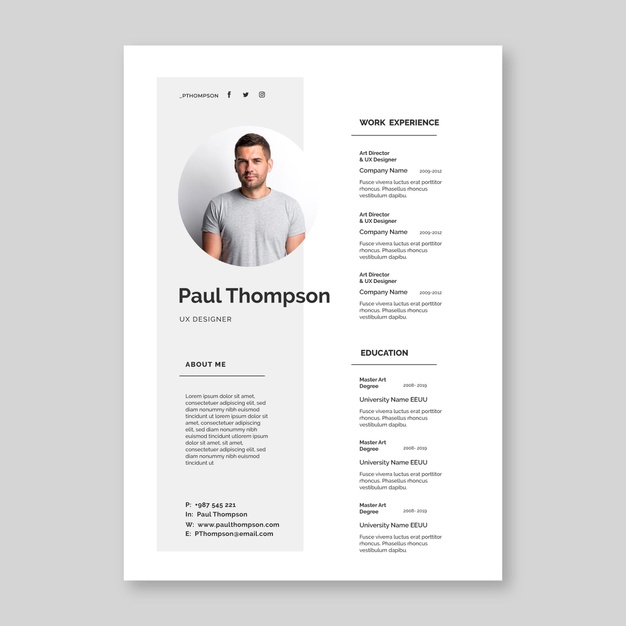 _PTHOMPSON
Paul Thompson
UX DESIGNER
ABOUT ME
Lorem ipsum dolor sit amet,
consectetuer adipiscing elit, sed
diam nonummy nibh euismod
tincidunt ut lorem ipsum dolor
sit amet, consectetuer
adipiscing elit, sed diam
nonummy nibh euismod
tincidunt ut utlorem ipsum
dolor sit amet, sit amet,
consectetuer adipiscing elit, sed
diam nonummy nibh euismod
tincidunt ut
P: +987 545 221
In: Paul Thompson
W: www.paulthompson.com
E: PThompson@email.com
WORK EXPERIENCE
Art Director
& UX Designer
Company Name 2009-2012
Fusce viverra luctus erat porttitor
rhoncus. Phasellus rhoncus
vestibulum dapibu.
Art Director
& UX Designer
Company Name 2009-2012
Fusce viverra luctus erat porttitor
rhoncus. Phasellus rhoncus
vestibulum dapibu.
Art Director
& UX Designer
Company Name 2009-2012
Fusce viverra luctus erat porttitor
rhoncus. Phasellus rhoncus
vestibulum dapibu.
EDUCATION
Master Art
Degree 2006- 2019
University Name EEUU
Fusce viverra luctus erat porttitor
rhoncus. Phasellus rhoncus
vestibulum dapibu.
Master Art
Degree 2006- 2019
University Name EEUU
Fusce viverra luctus erat porttitor
rhoncus. Phasellus rhoncus
vestibulum dapibu.
Master Art
Degree 2006- 2019
University Name EEUU
Fusce viverra luctus erat porttitor
rhoncus. Phasellus rhoncus
vestibulum dapibu.